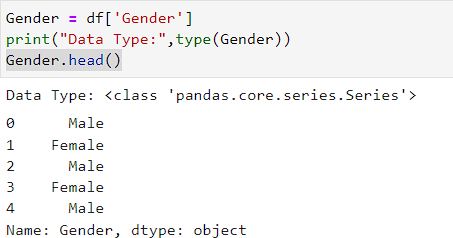 Gender = df['Gender']
print("Data Type:",type(Gender))
Gender.head()
Data Type: <class 'pandas.core.series.Series'>
0      Male
1    Female
2      Male
3    Female
4      Male
Name: Gender, dtype: object